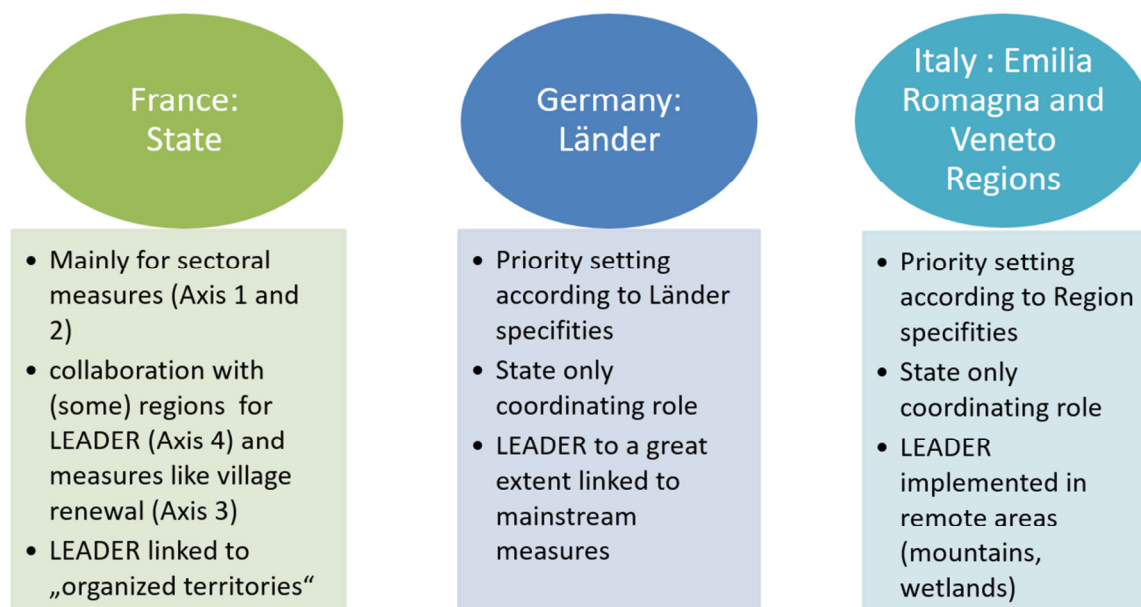 France:
State
• Mainly for sectoral
measures (Axis 1 and
2)
• collaboration with
(some) regions for
LEADER (Axis 4) and
measures like village
renewal (Axis 3)
• LEADER linked to
„organized territories“
Germany:
Länder
• Priority setting
according to Länder
specifities
• State only
coordinating role
• LEADER to a great
extent linked to
mainstream
measures
Italy : Emilia
Romagna and
Veneto
Regions
• Priority setting
according to Region
specifities
• State only
coordinating role
• LEADER
implemented in
remote areas
(mountains,
wetlands)